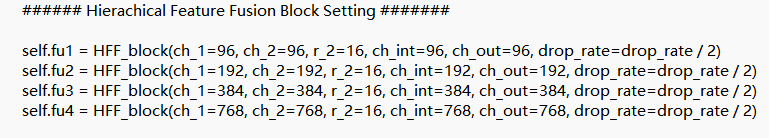 ###### Hierachical Feature Fusion Block Setting #######
self.fu1 = HFF_block(ch_1=96, ch_2=96, r_2=16, ch_int=96, ch_out=96, drop_rate=drop_rate / 2)
self.fu2 = HFF_block(ch_1=192, ch_2=192, r_2=16, ch_int=192, ch_out=192, drop_rate=drop_rate / 2)
self.fu3 = HFF_block(ch_1=384, ch_2=384, r_2=16, ch_int=384, ch_out=384, drop_rate=drop_rate / 2)
self.fu4 = HFF_block(ch_1=768, ch_2=768, r_2=16, ch_int=768, ch_out=768, drop_rate=drop_rate / 2)